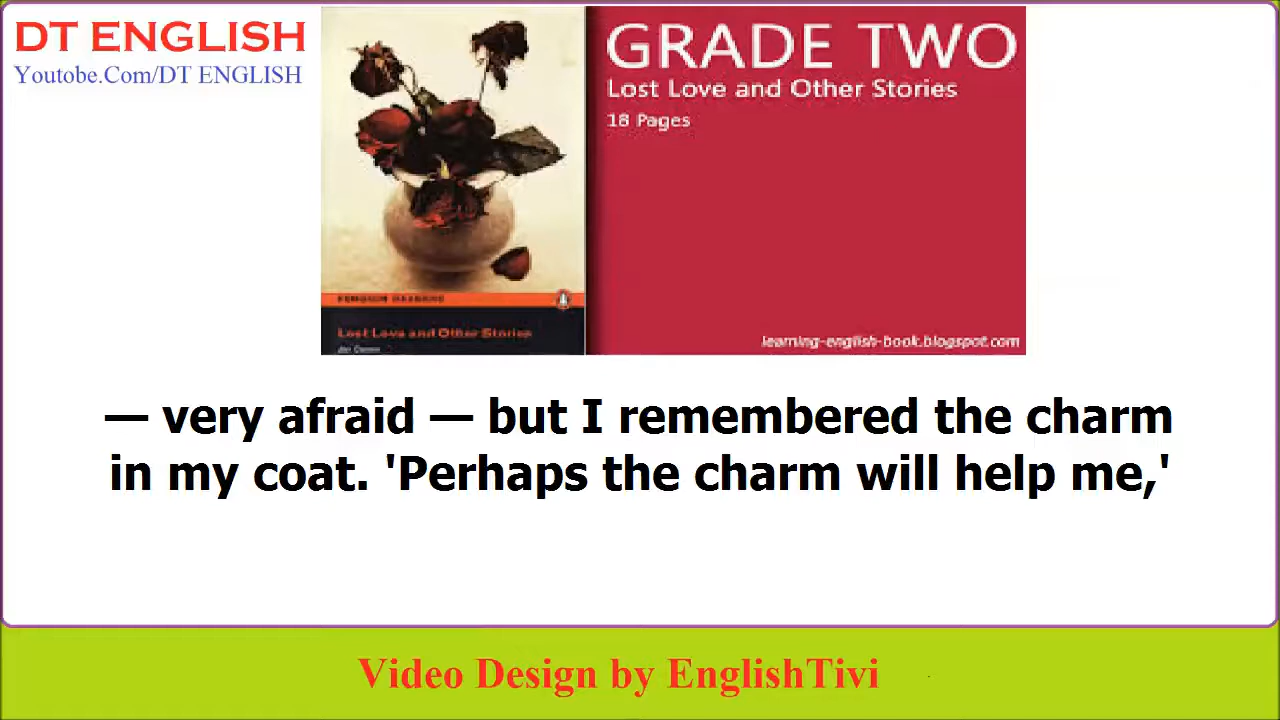 DT ENGLISH
Youtobe.Com/DT ENGLISH
GRADE TWO
Lost Love and Other Stories
18 Pages
PENGUIN READERS
Lost Love and Other Stories
learning-english-book.blogspot.com
— very afraid — but I remembered the charm
in my coat. 'Perhaps the charm will help me,'
Video Design by EnglishTivi